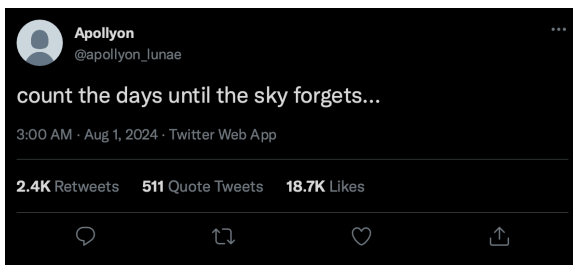 Apollyon
@apollyon_lunae
count the days until the sky forgets...
3:00 AM · Aug 1, 2024 · Twitter Web App
2.4K Retweets 511 Quote Tweets 18.7K Likes